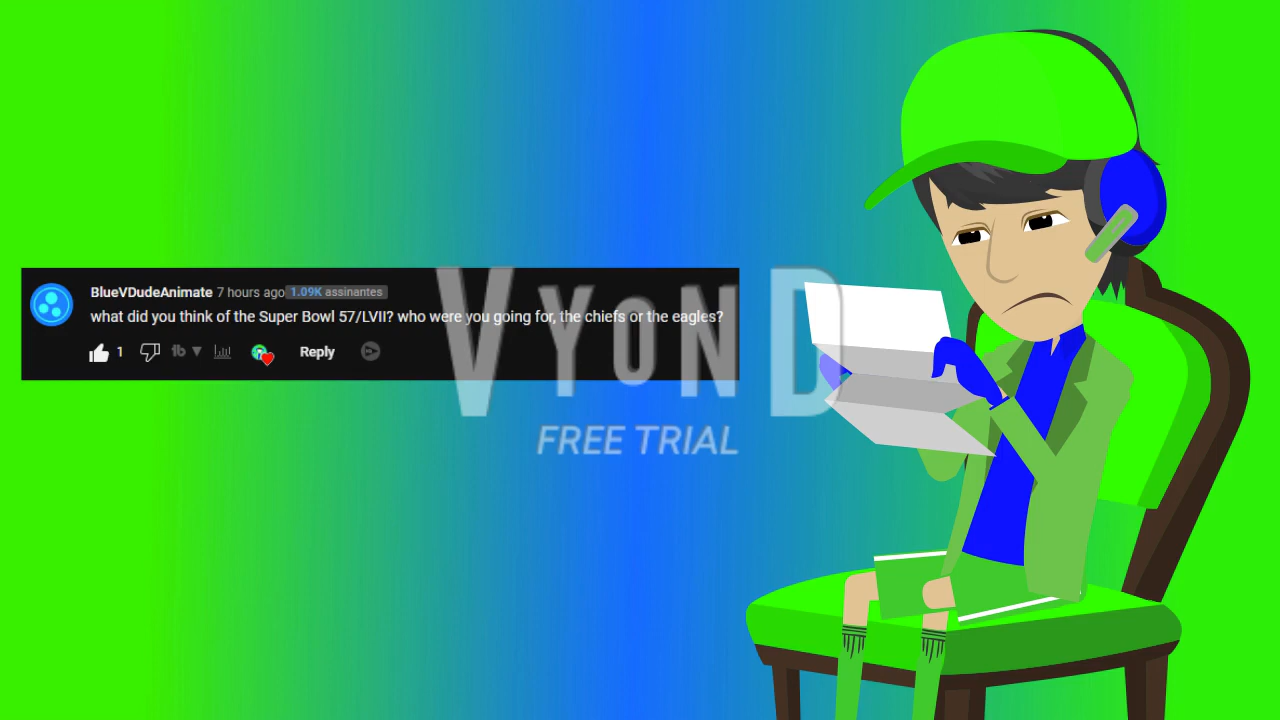 BlueVDudeAnimate 7 hours ago 1.09K assinantes
what did you think of the Super Bowl 57/LVII? who were you going for, the chiefs or the eagles?
1 Reply
VYOND
FREE TRIAL